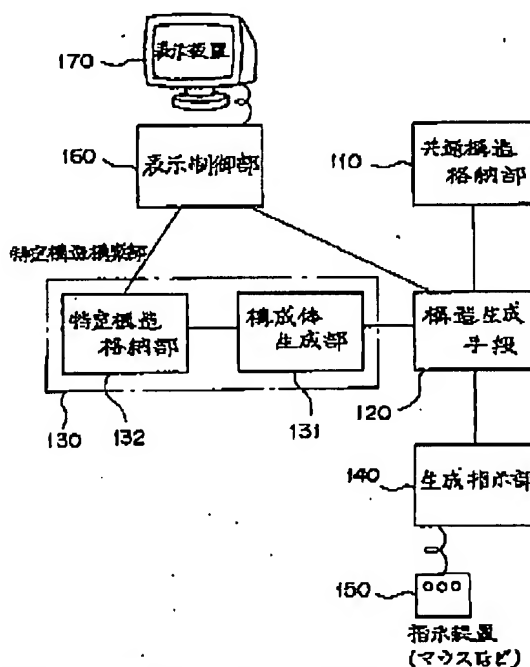 170
表示装置
160
表示制御部
110
共通構造
格納部
特定構造構築部
特定構造
格納部
構成体
生成部
構造生成
手段
130
132
131
120
140
生成指示部
150
指示装置
(マウスなど)